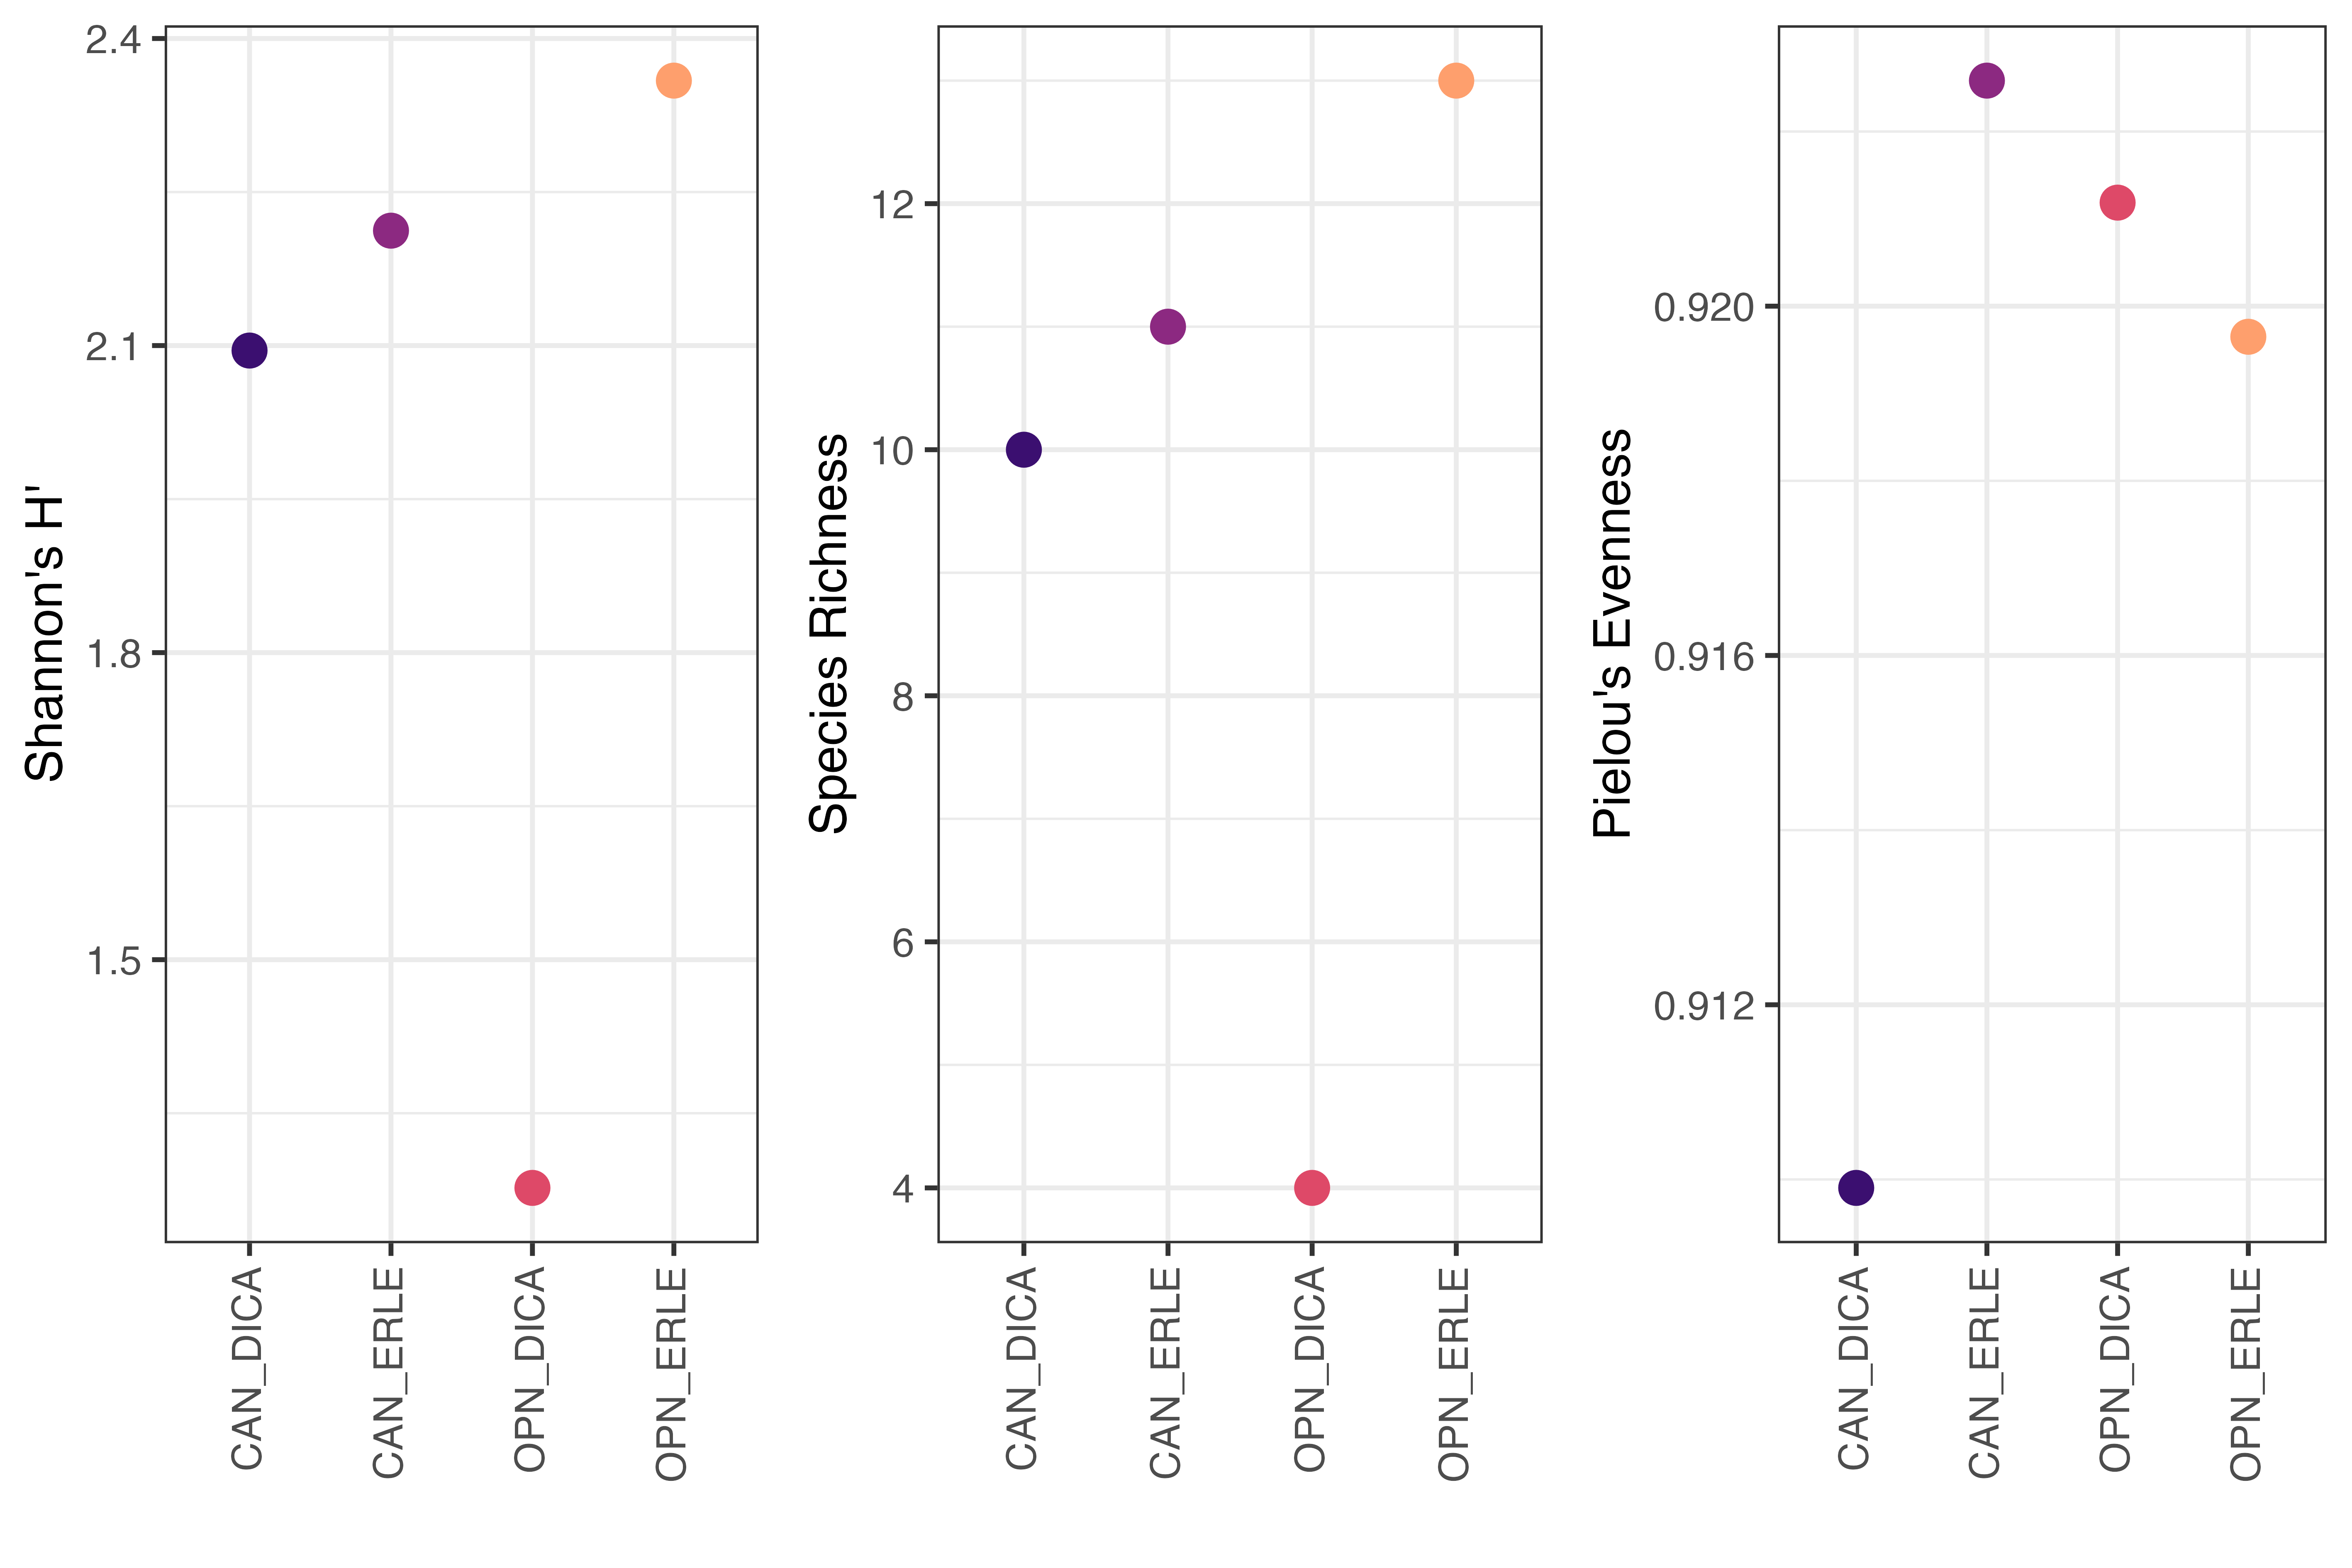 Shannon's H'
2.4
2.1
1.8
1.5
CAN_DICA
CAN_ERLE
OPN_DICA
OPN_ERLE
Species Richness
12
10
8
6
4
CAN_DICA
CAN_ERLE
OPN_DICA
OPN_ERLE
Pielou's Evenness
0.920
0.916
0.912
CAN_DICA
CAN_ERLE
OPN_DICA
OPN_ERLE